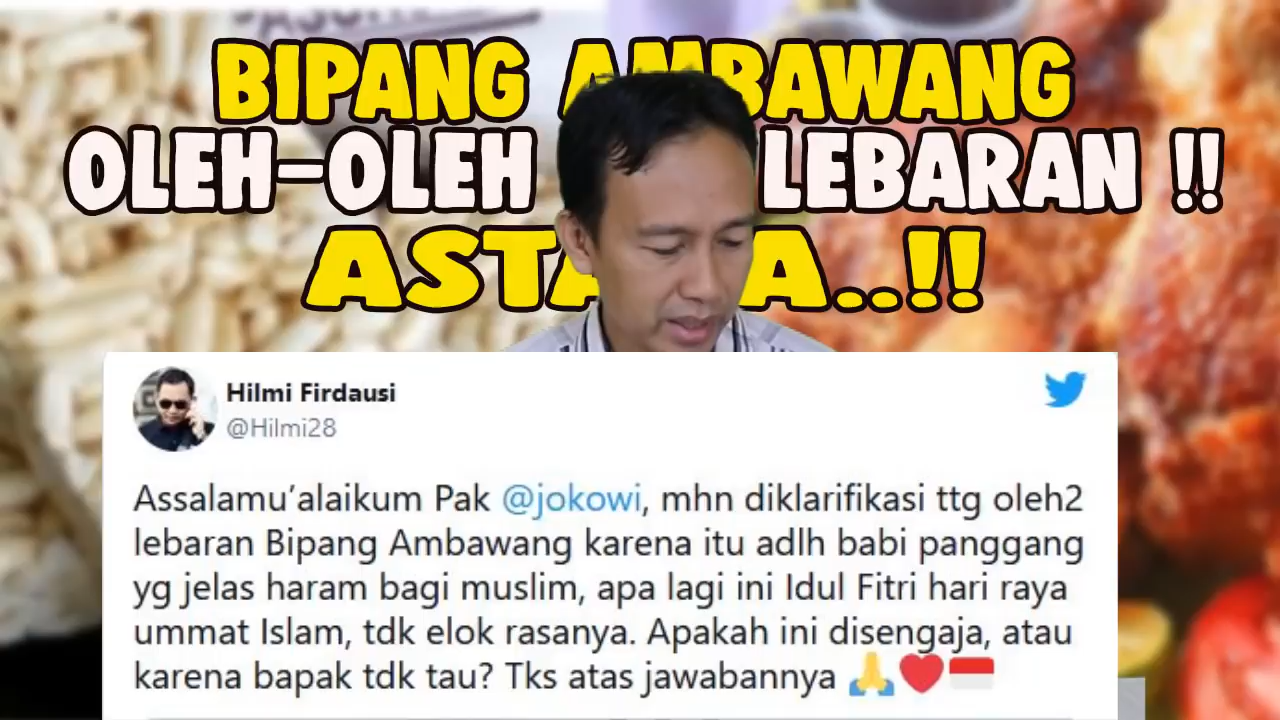 BIPANG AMBAWANG
OLEH-OLEH LEBARAN !!
Hilmi Firdausi
@Hilmi28
Assalamu’alaikum Pak @jokowi, mhn diklarifikasi ttg oleh2
lebaran Bipang Ambawang karena itu adlh babi panggang
yg jelas haram bagi muslim, apa lagi ini Idul Fitri hari raya
ummat Islam, tdk elok rasanya. Apakah ini disengaja, atau
karena bapak tdk tau? Tks atas jawabannya 🙏❤️🇮🇩